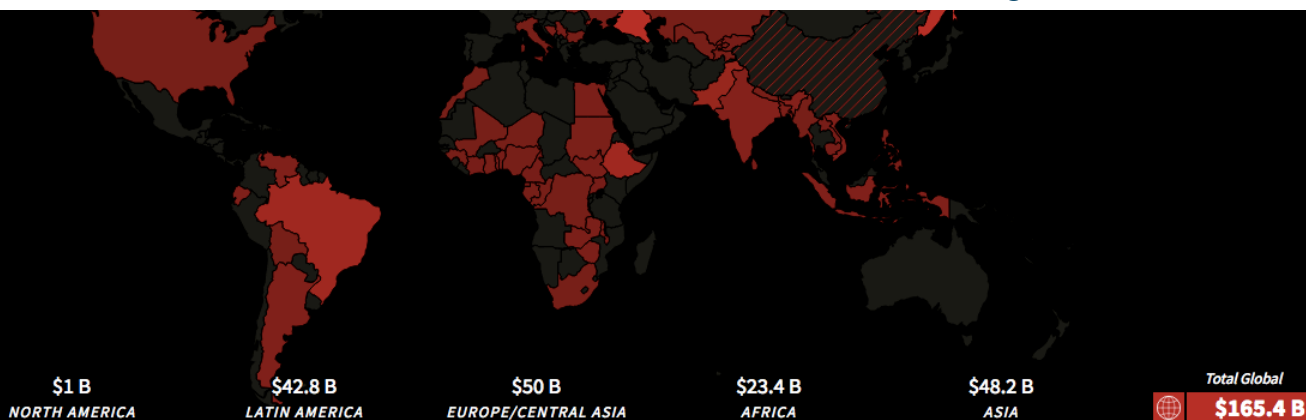 $1 B
NORTH AMERICA
$42.8 B
LATIN AMERICA
$50 B
EUROPE/CENTRAL ASIA
$23.4 B
AFRICA
$48.2 B
ASIA
Total Global
$165.4 B